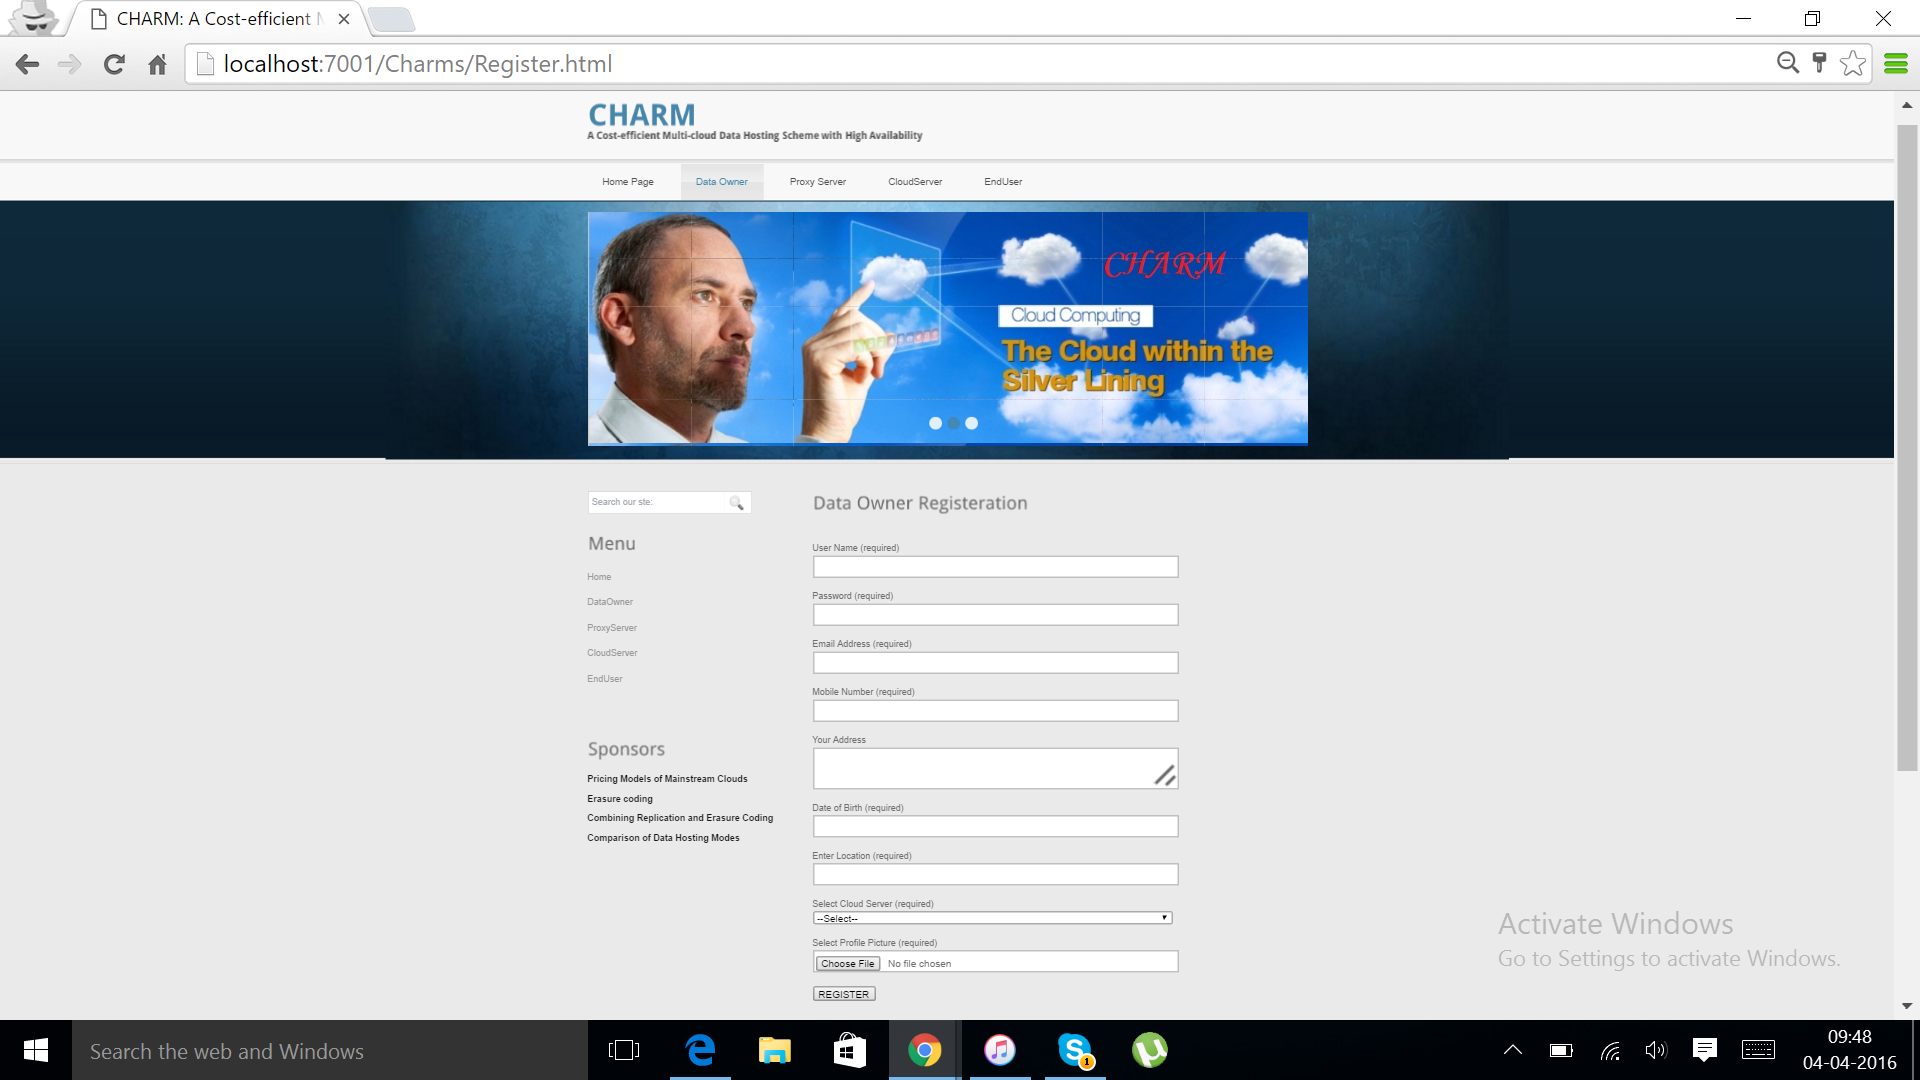 CHARM: A Cost-efficient M
localhost:7001/Charms/Register.html
CHARM
A Cost-efficient Multi-cloud Data Hosting Scheme with High Availability
Home Page Data Owner Proxy Server CloudServer EndUser
CHARM
Cloud Computing
The Cloud within the
Silver Lining
Search our ste:
Menu
Home
DataOwner
ProxyServer
CloudServer
EndUser
Sponsors
Pricing Models of Mainstream Clouds
Erasure coding
Combining Replication and Erasure Coding
Comparison of Data Hosting Modes
Data Owner Registeration
User Name (required)
Password (required)
Email Address (required)
Mobile Number (required)
Your Address
Date of Birth (required)
Enter Location (required)
Select Cloud Server (required)
--Select--
Select Profile Picture (required)
Choose File No file chosen
REGISTER
Activate Windows
Go to Settings to activate Windows.
Search the web and Windows
1
09:48
04-04-2016